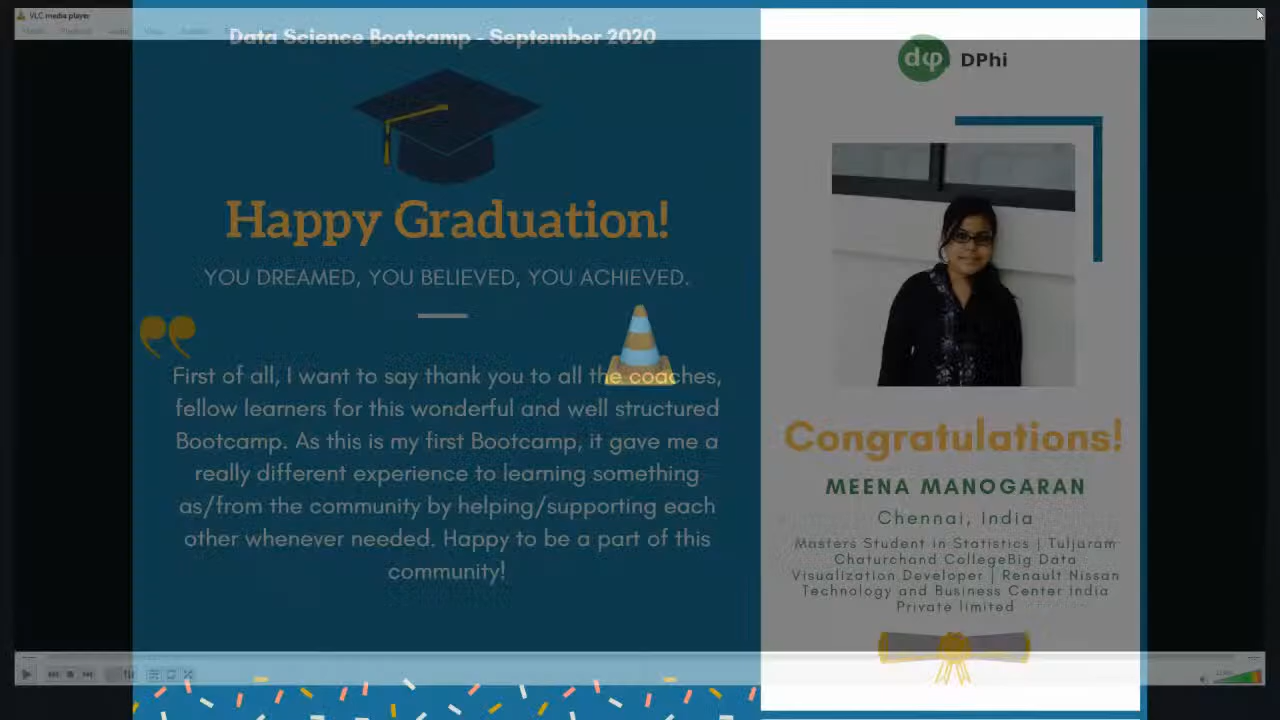 VLC media player
Data Science Bootcamp - September 2020
Happy Graduation!
YOU DREAMED, YOU BELIEVED, YOU ACHIEVED.
First of all, I want to say thank you to all the coaches,
fellow learners for this wonderful and well structured
Bootcamp. As this is my first Bootcamp, it gave me a
really different experience to learning something
as/from the community by helping/supporting each
other whenever needed. Happy to be a part of this
community!
dφ DPhi
Congratulations!
MEENA MANOGARAN
Chennai, India
Masters Student in Statistics | Tuljaram
Chaturchand CollegeBig Data
Visualization Developer | Renault Nissan
Technology and Business Center India
Private limited